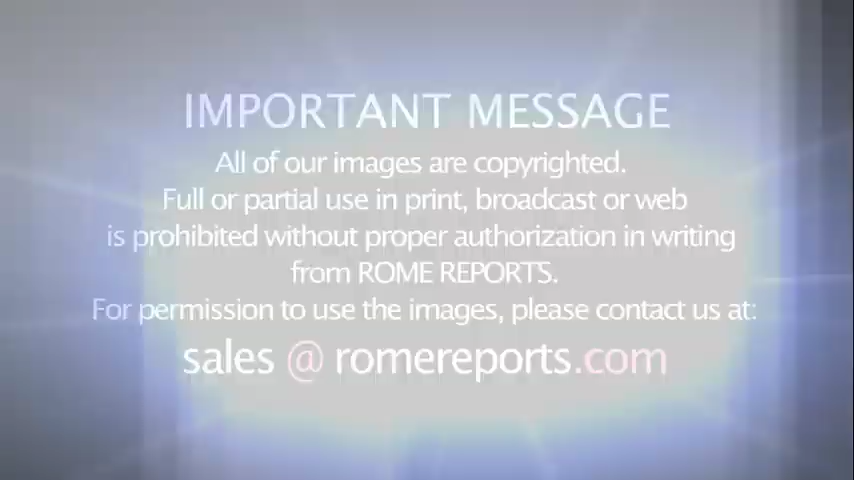 IMPORTANT MESSAGE
All of our images are copyrighted.
Full or partial use in print, broadcast or web
is prohibited without proper authorization in writing
from ROME REPORTS.
For permission to use the images, please contact us at:
sales @ romereports.com